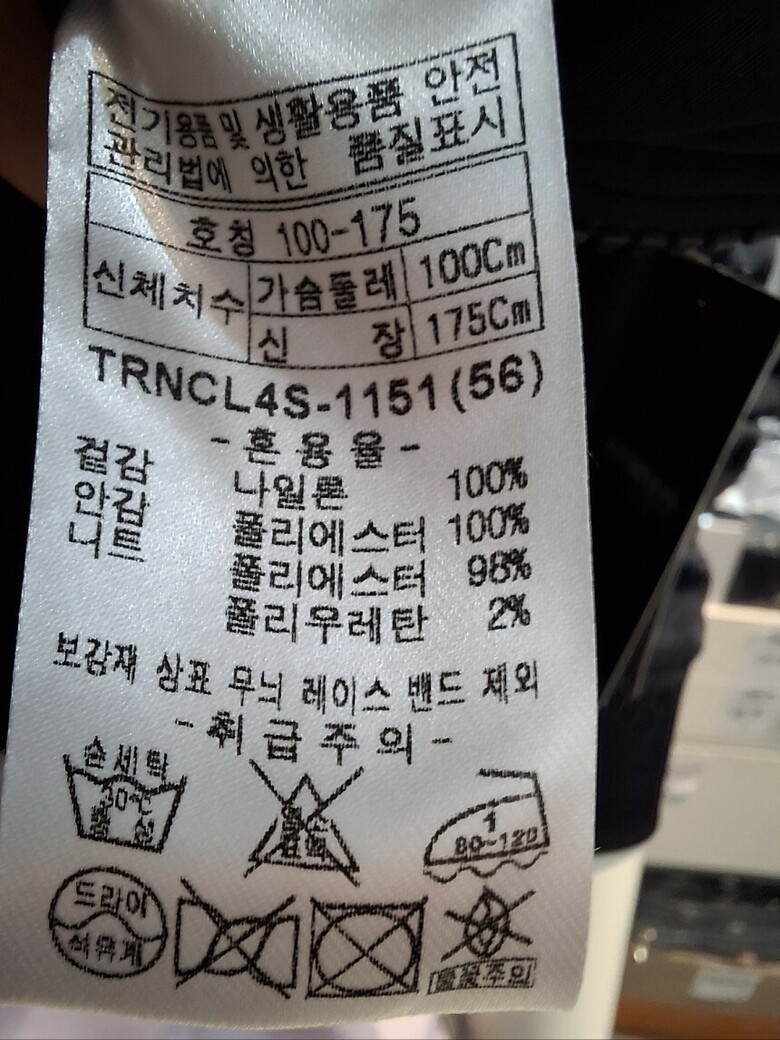 전기용품 및 생활용품 안전
관리법에 의한 품질표시
호칭 100-175
신체치수 가슴둘레 100Cm
신 장 175Cm
TRNCL4S-1151(56)
-혼용율-
겉감 나일론 100%
안감 폴리에스터 100%
니트 폴리에스터 98%
폴리우레탄 2%
보강재 상표 무늬 레이스 밴드 제외
-취급주의-
손세탁
30℃
중성
염소
표백
1
80~120
드라이
석유계